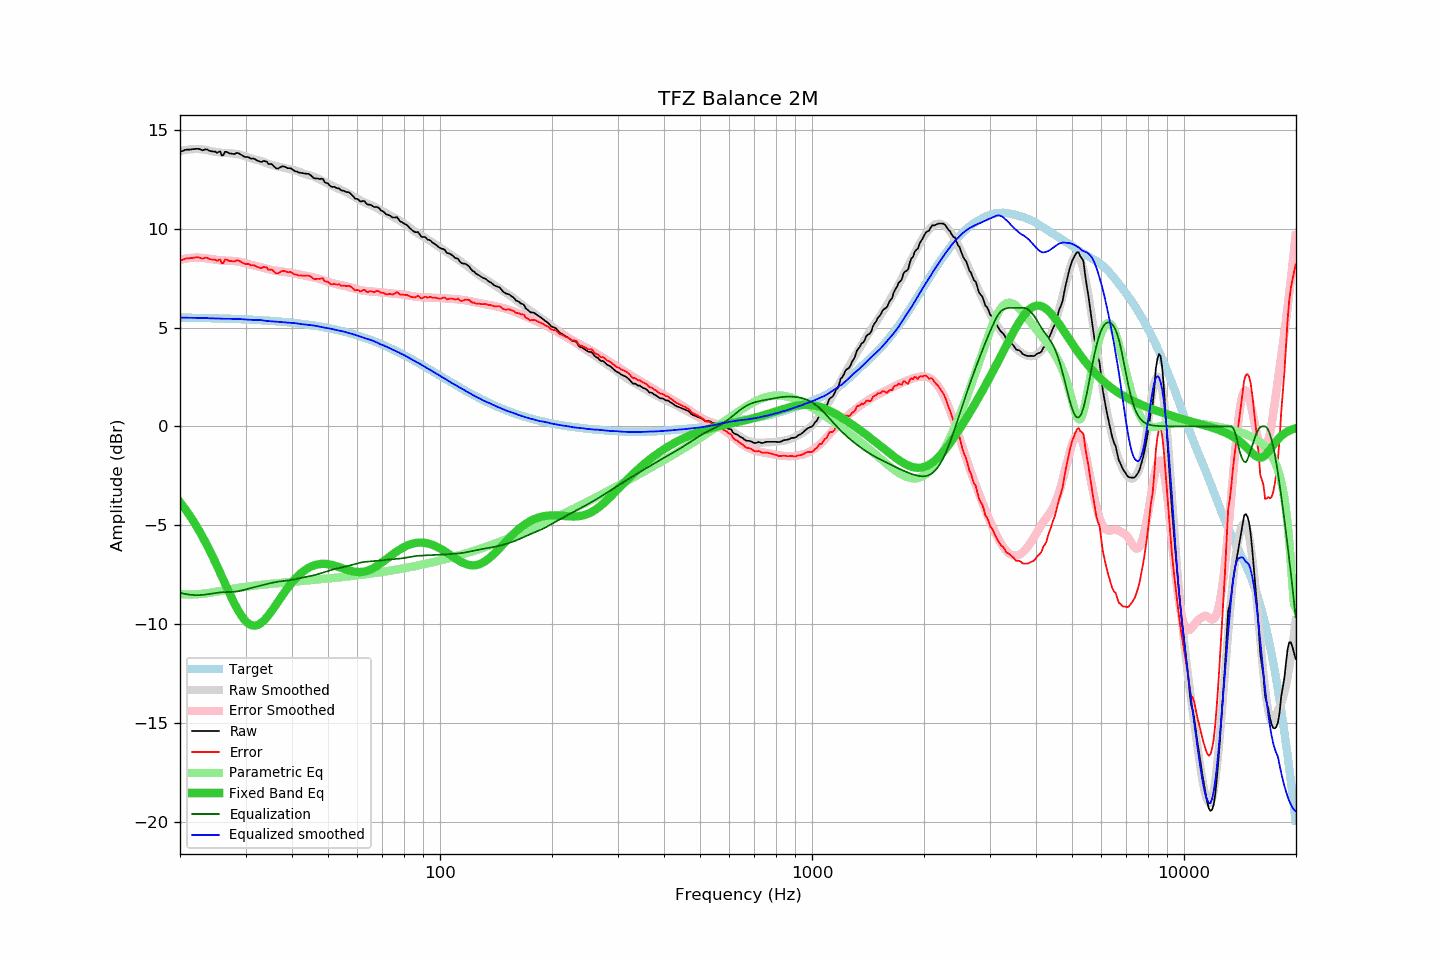 TFZ Balance 2M
15
10
5
0
−5
−10
−15
−20
Amplitude (dBr)
100
1000
10000
Frequency (Hz)
Target
Raw Smoothed
Error Smoothed
Raw
Error
Parametric Eq
Fixed Band Eq
Equalization
Equalized smoothed